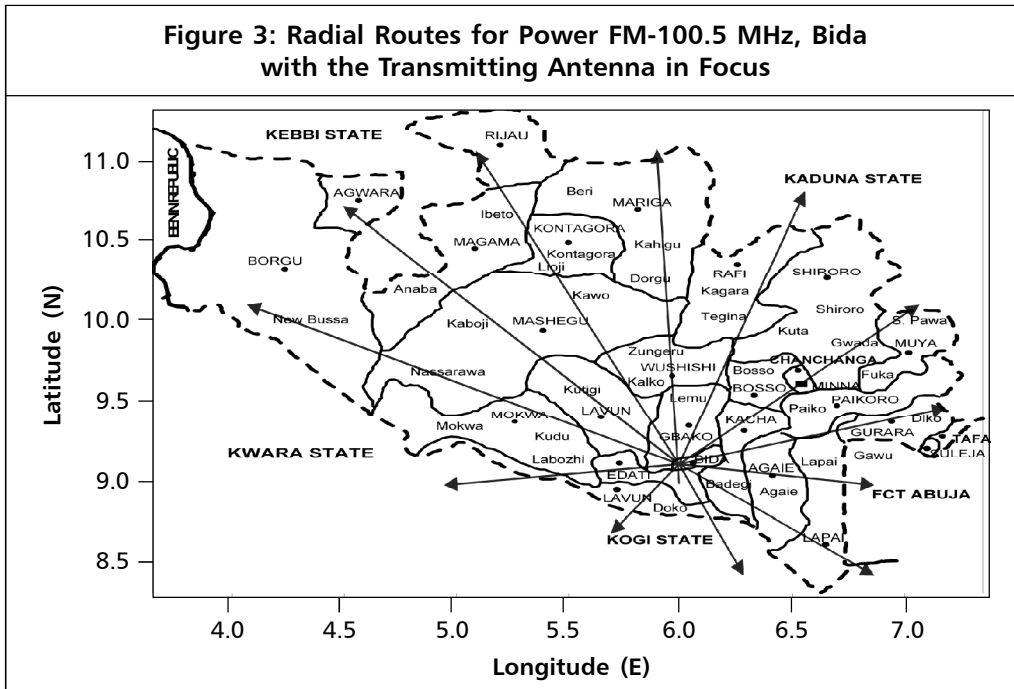 Figure 3: Radial Routes for Power FM-100.5 MHz, Bida
with the Transmitting Antenna in Focus
KEBBI STATE
RIJAU
11.0
BENIN REPUBLIC
KADUNA STATE
AGWARA
Beri
MARIGA
Ibeto
10.5
KONTAGORA
MAGAMA
Kontagora
Kahigu
BORGU
Lioji
Dorgu
RAFI
SHIRORO
Anaba
Kawo
Kagara
Shiroro
10.0
New Bussa
Kaboji
MASHEGU
Tegina
Kuta
S. Pawa
Gwada
MUYA
Zungeru
WUSHISHI
CHANCHANGA
Nassarawa
Kalko
Bosso
Fuka
Kutigi
Lemu
BOSSO
MINNA
9.5
MOKWA
LAVUN
KACHA
Paiko
PAIKORO
Diko
Mokwa
Kudu
GBAKO
GURARA
TAFA
KWARA STATE
Labozhi
BIDA
AGAIE
Lapai
Gawu
SULEJA
EDATI
9.0
LAVUN
Badegi
Agaie
FCT ABUJA
Doko
KOGI STATE
LAPAI
8.5
Latitude (N)
4.0 4.5 5.0 5.5 6.0 6.5 7.0
Longitude (E)